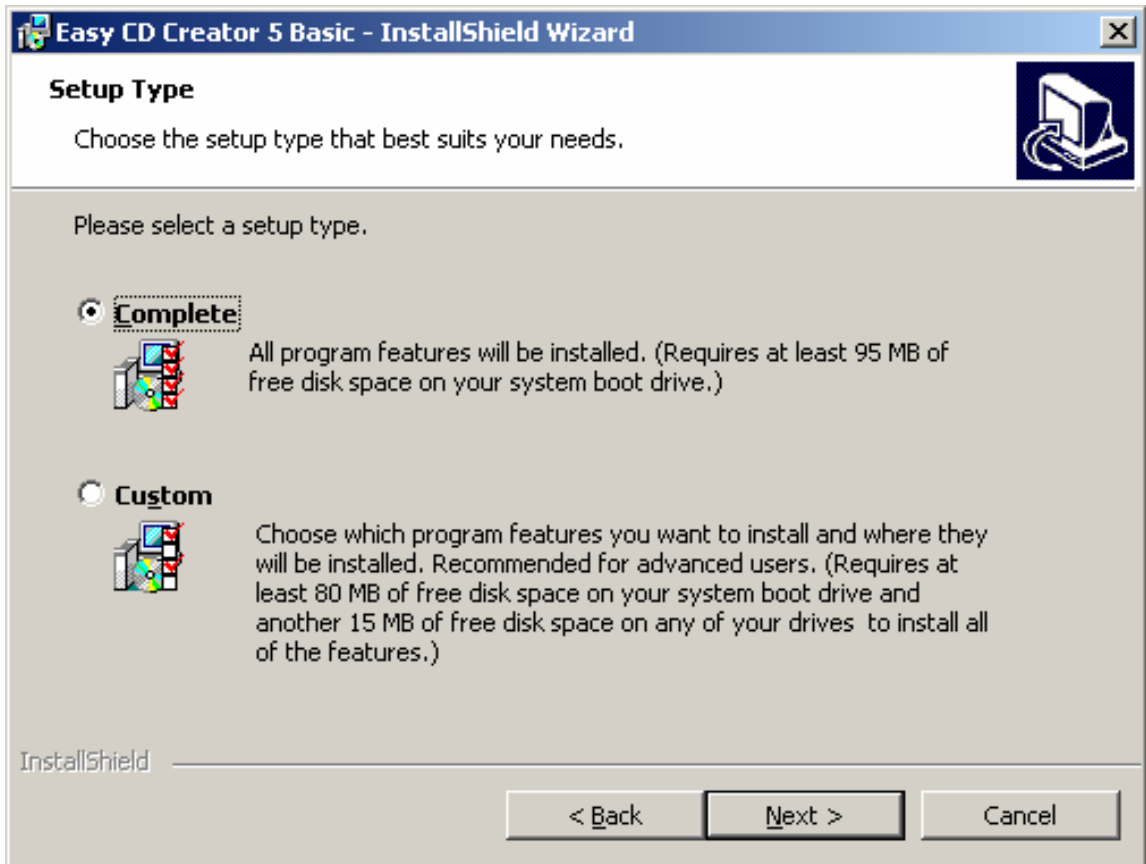 Easy CD Creator 5 Basic - InstallShield Wizard
Setup Type
Choose the setup type that best suits your needs.
Please select a setup type.
Complete
All program features will be installed. (Requires at least 95 MB of
free disk space on your system boot drive.)
Custom
Choose which program features you want to install and where they
will be installed. Recommended for advanced users. (Requires at
least 80 MB of free disk space on your system boot drive and
another 15 MB of free disk space on any of your drives  to install all
of the features.)
InstallShield
< Back
Next >
Cancel